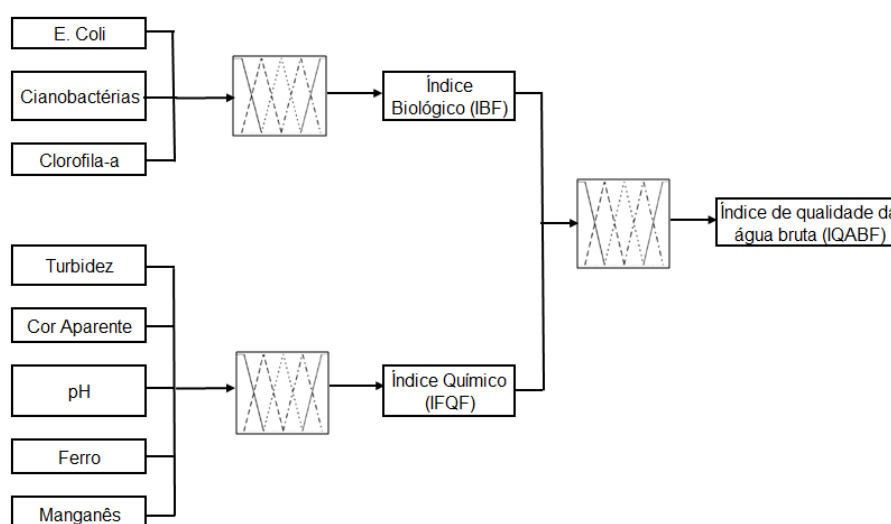 E. Coli
Cianobactérias
Clorofila-a
Índice
Biológico (IBF)
Índice de qualidade da
água bruta (IQABF)
Turbidez
Cor Aparente
pH
Ferro
Manganês
Índice Químico
(IFQF)